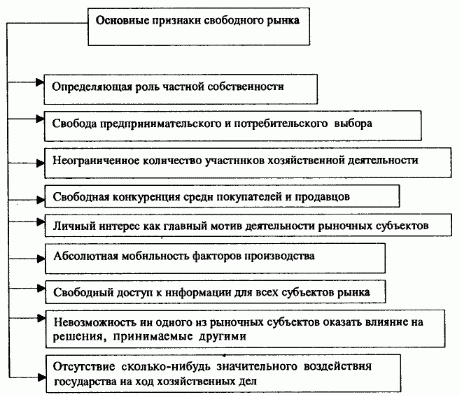 Основные признаки свободного рынка
Определяющая роль частной собственности
Свобода предпринимательского и потребительского выбора
Неограниченное количество участников хозяйственной деятельности
Свободная конкуренция среди покупателей и продавцов
Личный интерес как главный мотив деятельности рыночных субъектов
Абсолютная мобильность факторов производства
Свободный доступ к информации для всех субъектов рынка
Невозможность ни одного из рыночных субъектов оказать влияние на
решения, принимаемые другими
Отсутствие сколько-нибудь значительного воздействия
государства на ход хозяйственных дел